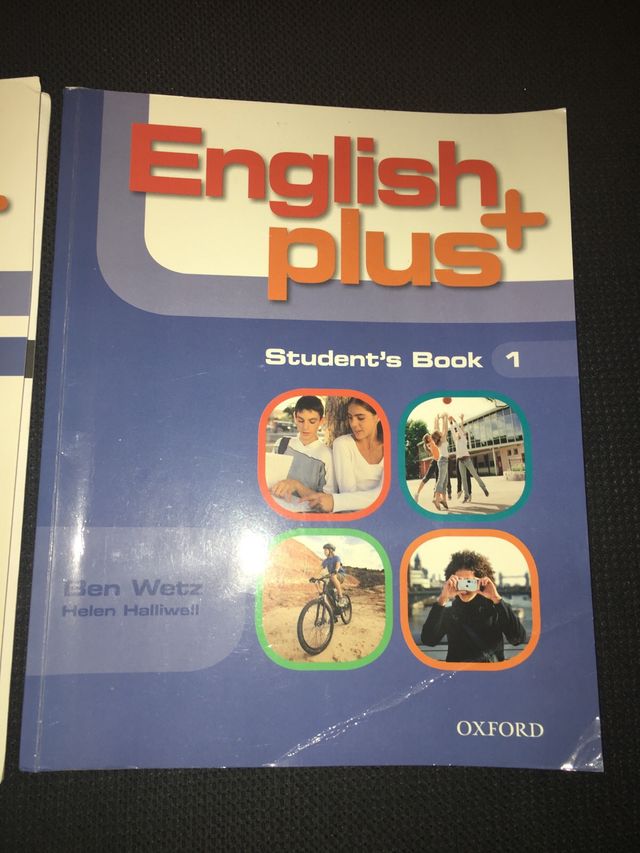 English
plus+
Student's Book 1
Ben Wetz
Helen Halliwell
OXFORD